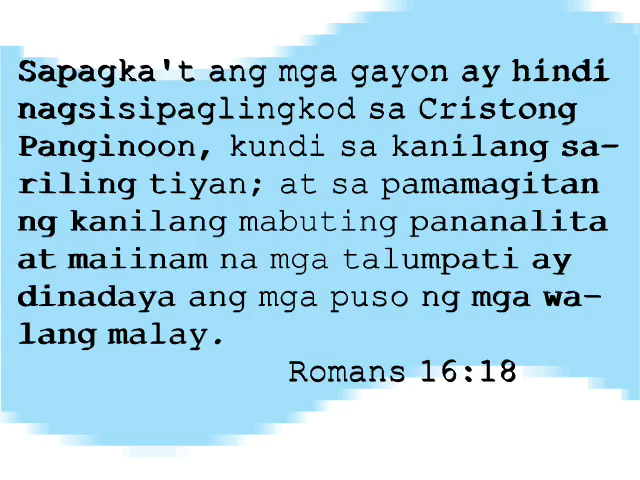 Sapagka't ang mga gayon ay hindi
nagsisipaglingkod sa Cristong
Panginoon, kundi sa kanilang sa-
riling tiyan; at sa pamamagitan
ng kanilang mabuting pananalita
at maiinam na mga talumpati ay
dinadaya ang mga puso ng mga wa-
lang malay.
Romans 16:18